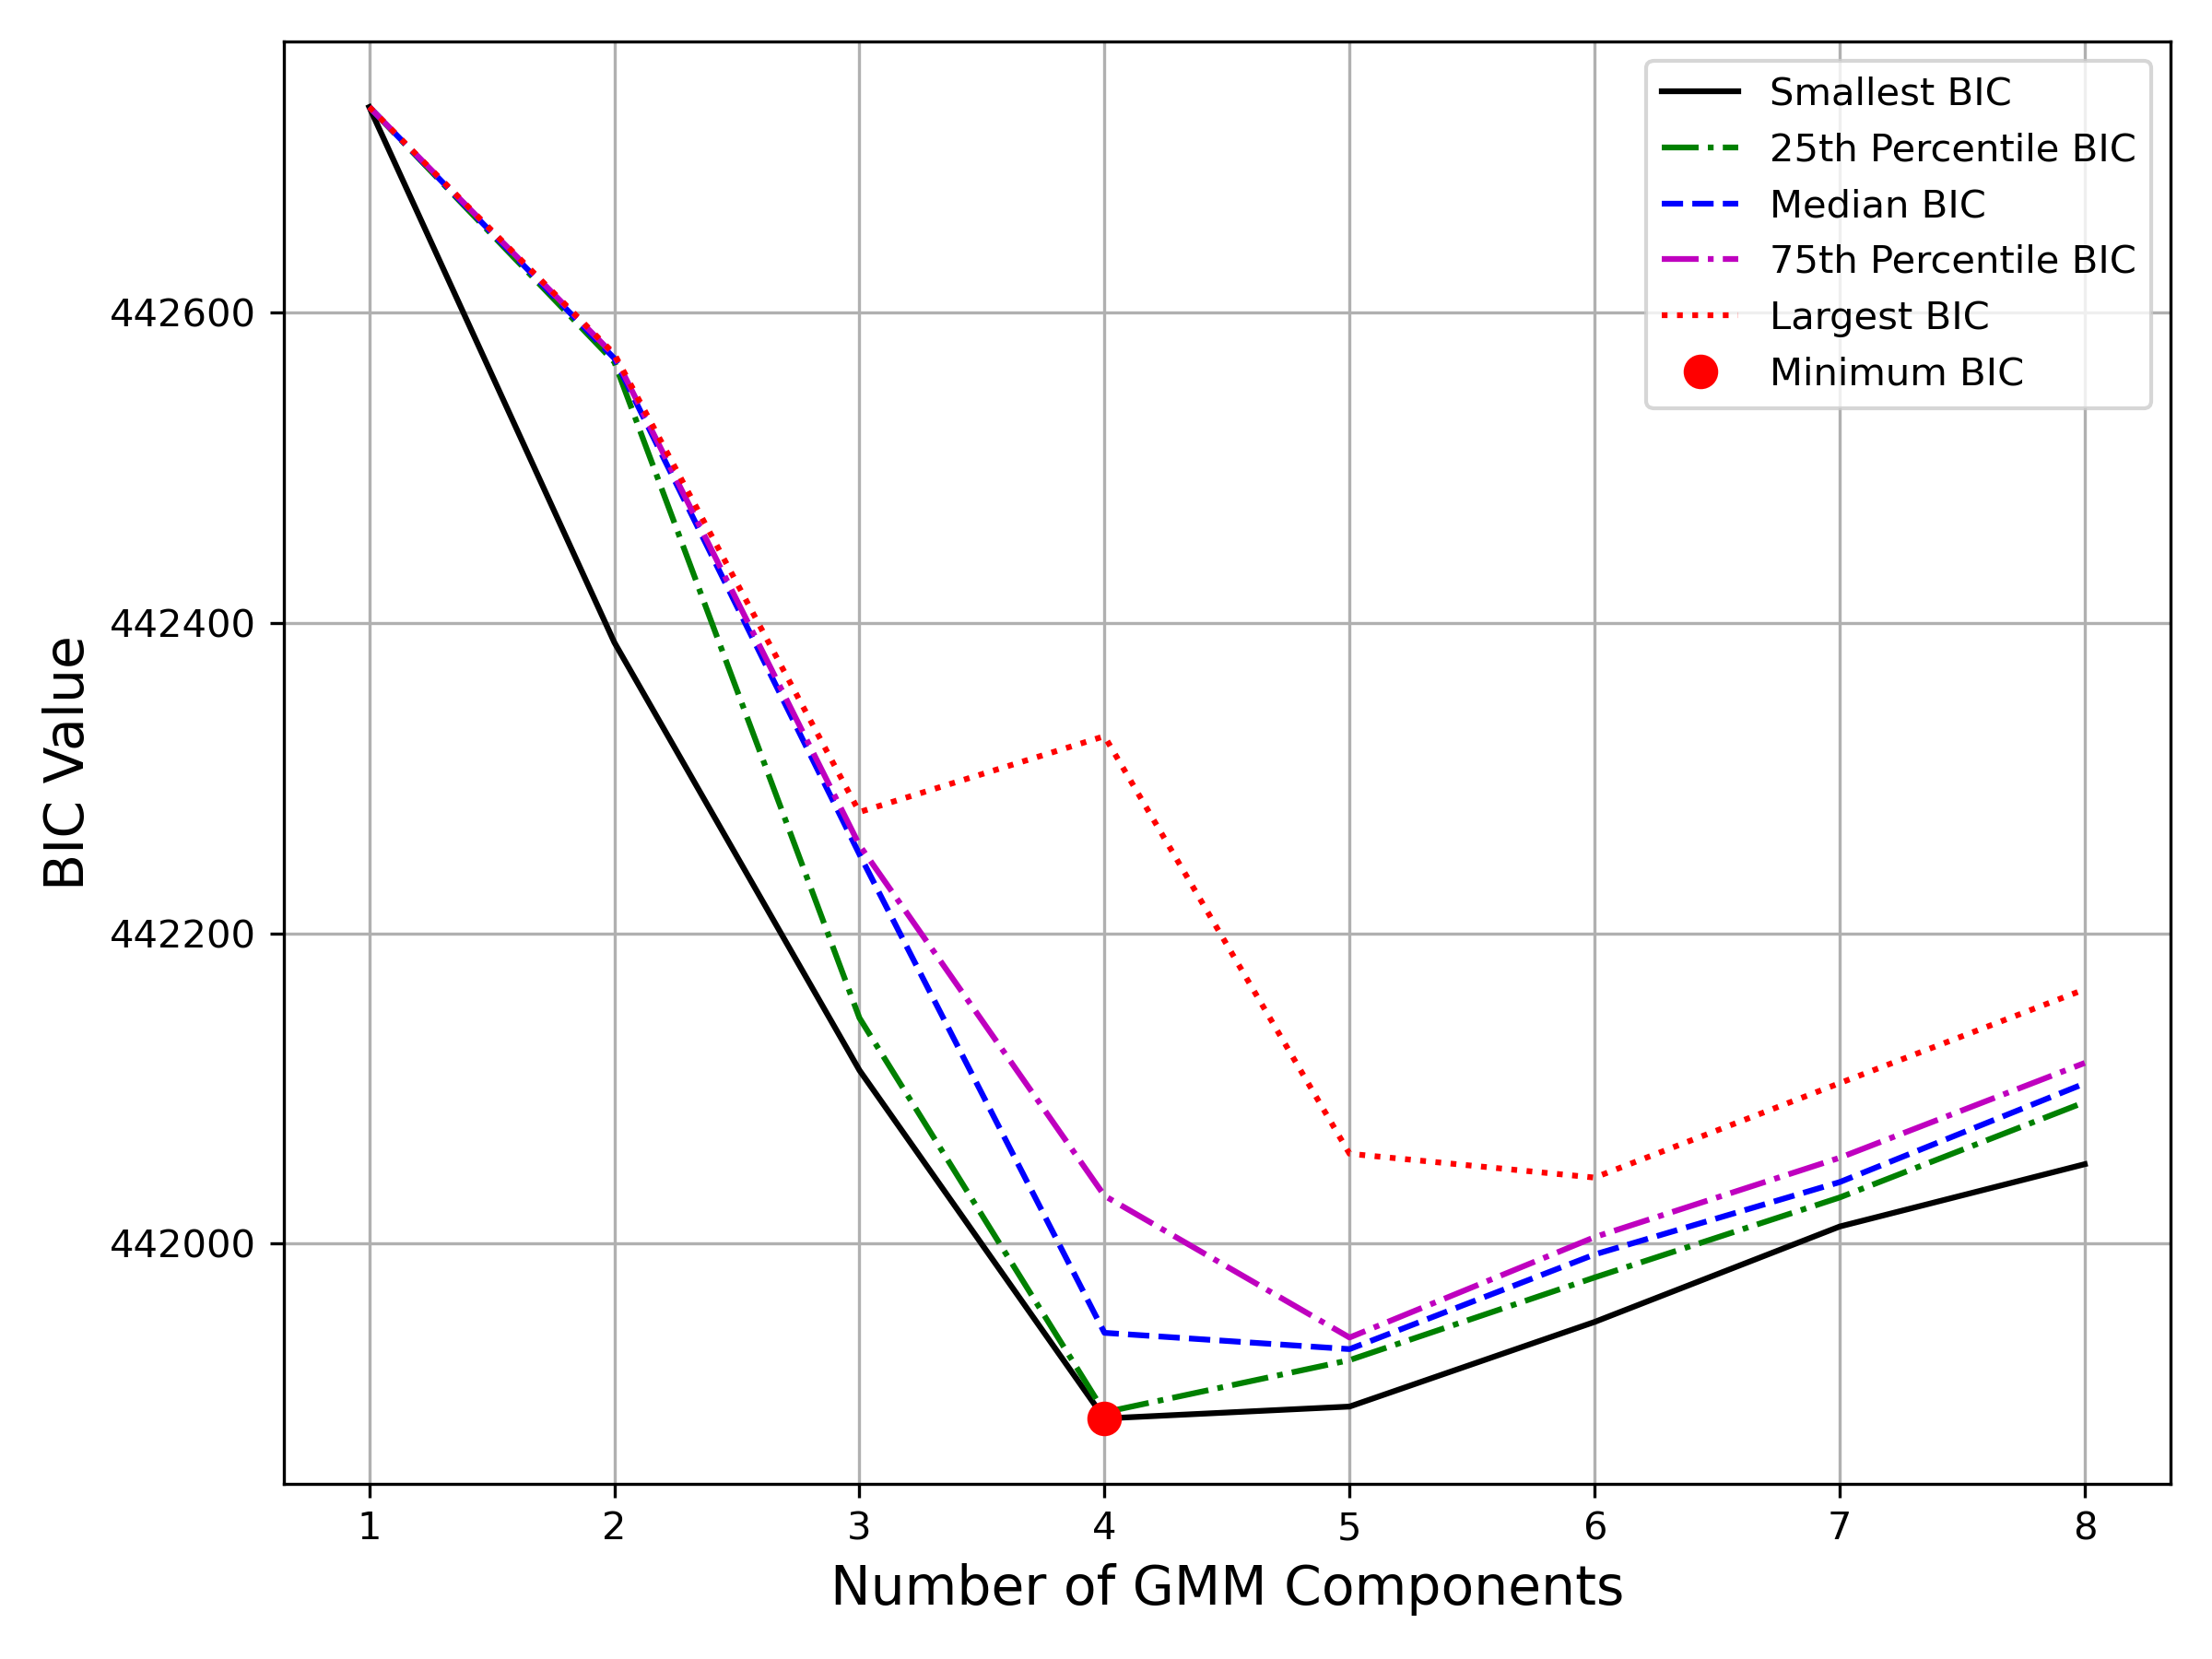 Smallest BIC
25th Percentile BIC
Median BIC
75th Percentile BIC
Largest BIC
Minimum BIC
BIC Value
442600
442400
442200
442000
1 2 3 4 5 6 7 8
Number of GMM Components